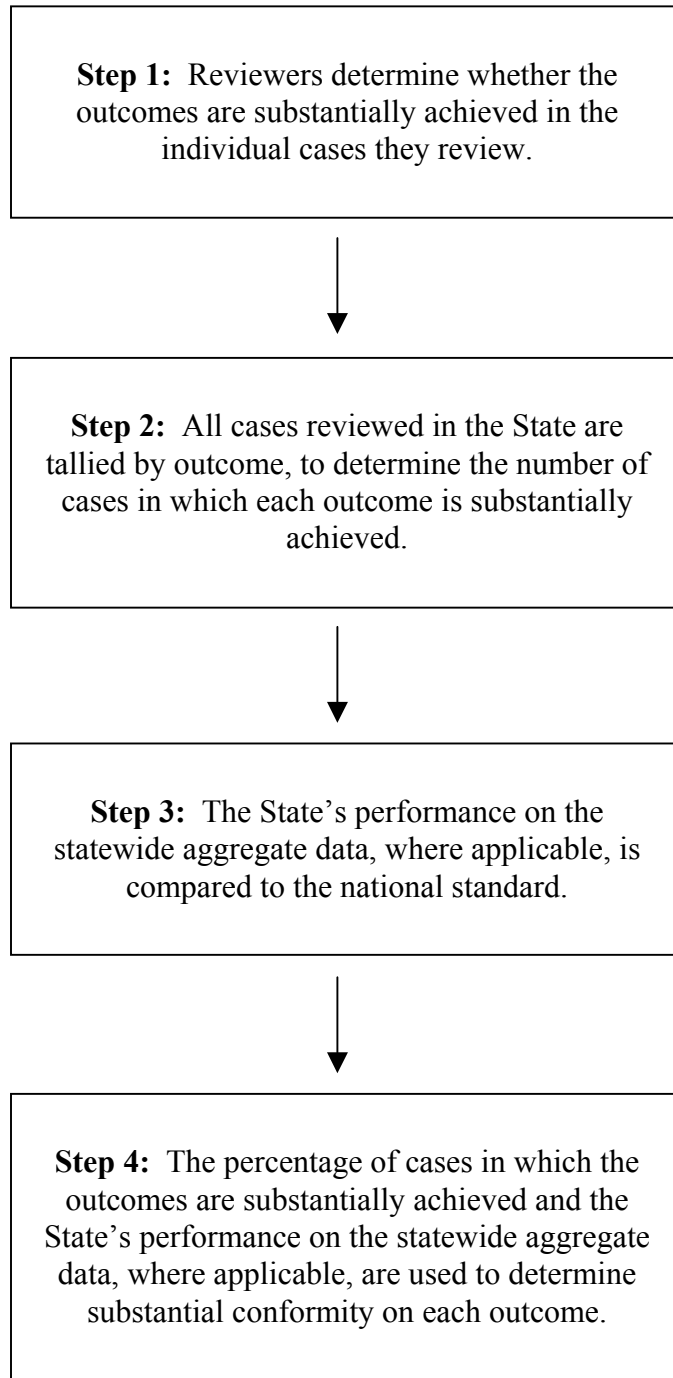 Step 1: Reviewers determine whether the
outcomes are substantially achieved in the
individual cases they review.
Step 2: All cases reviewed in the State are
tallied by outcome, to determine the number of
cases in which each outcome is substantially
achieved.
Step 3: The State’s performance on the
statewide aggregate data, where applicable, is
compared to the national standard.
Step 4: The percentage of cases in which the
outcomes are substantially achieved and the
State’s performance on the statewide aggregate
data, where applicable, are used to determine
substantial conformity on each outcome.